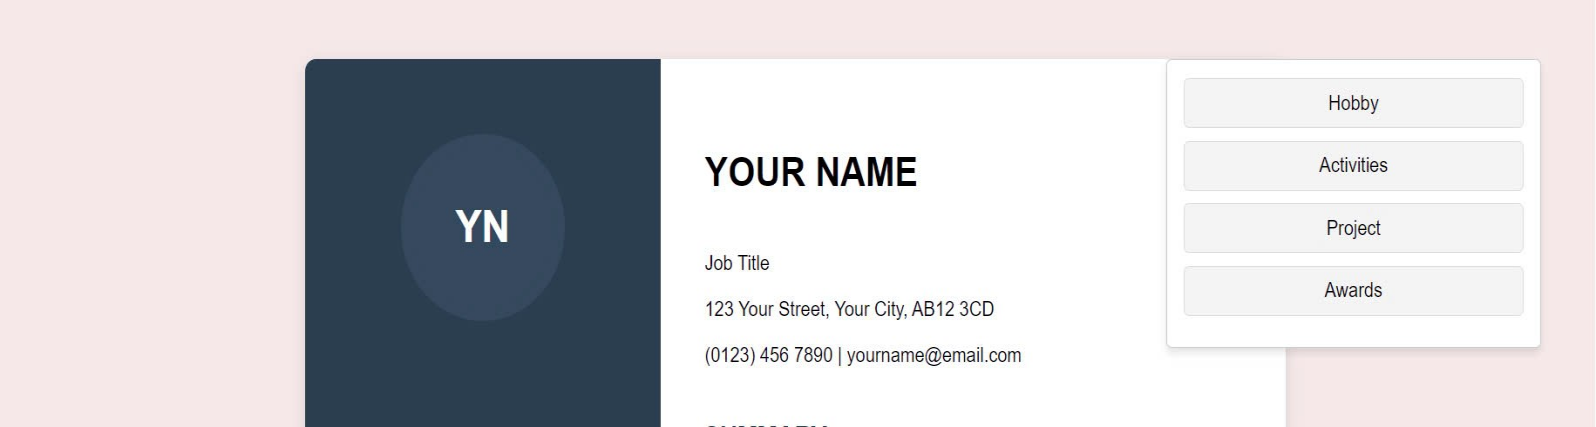 YN
YOUR NAME
Job Title
123 Your Street, Your City, AB12 3CD
(0123) 456 7890 | yourname@email.com
Hobby
Activities
Project
Awards